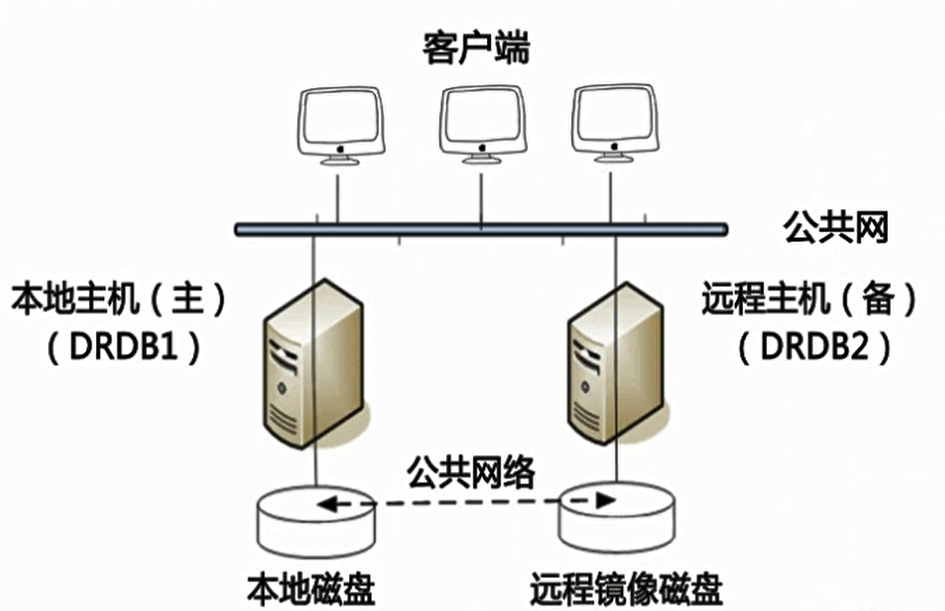 客户端
公共网
本地主机（主）
（DRDB1）
远程主机（备）
（DRDB2）
公共网络
本地磁盘
远程镜像磁盘